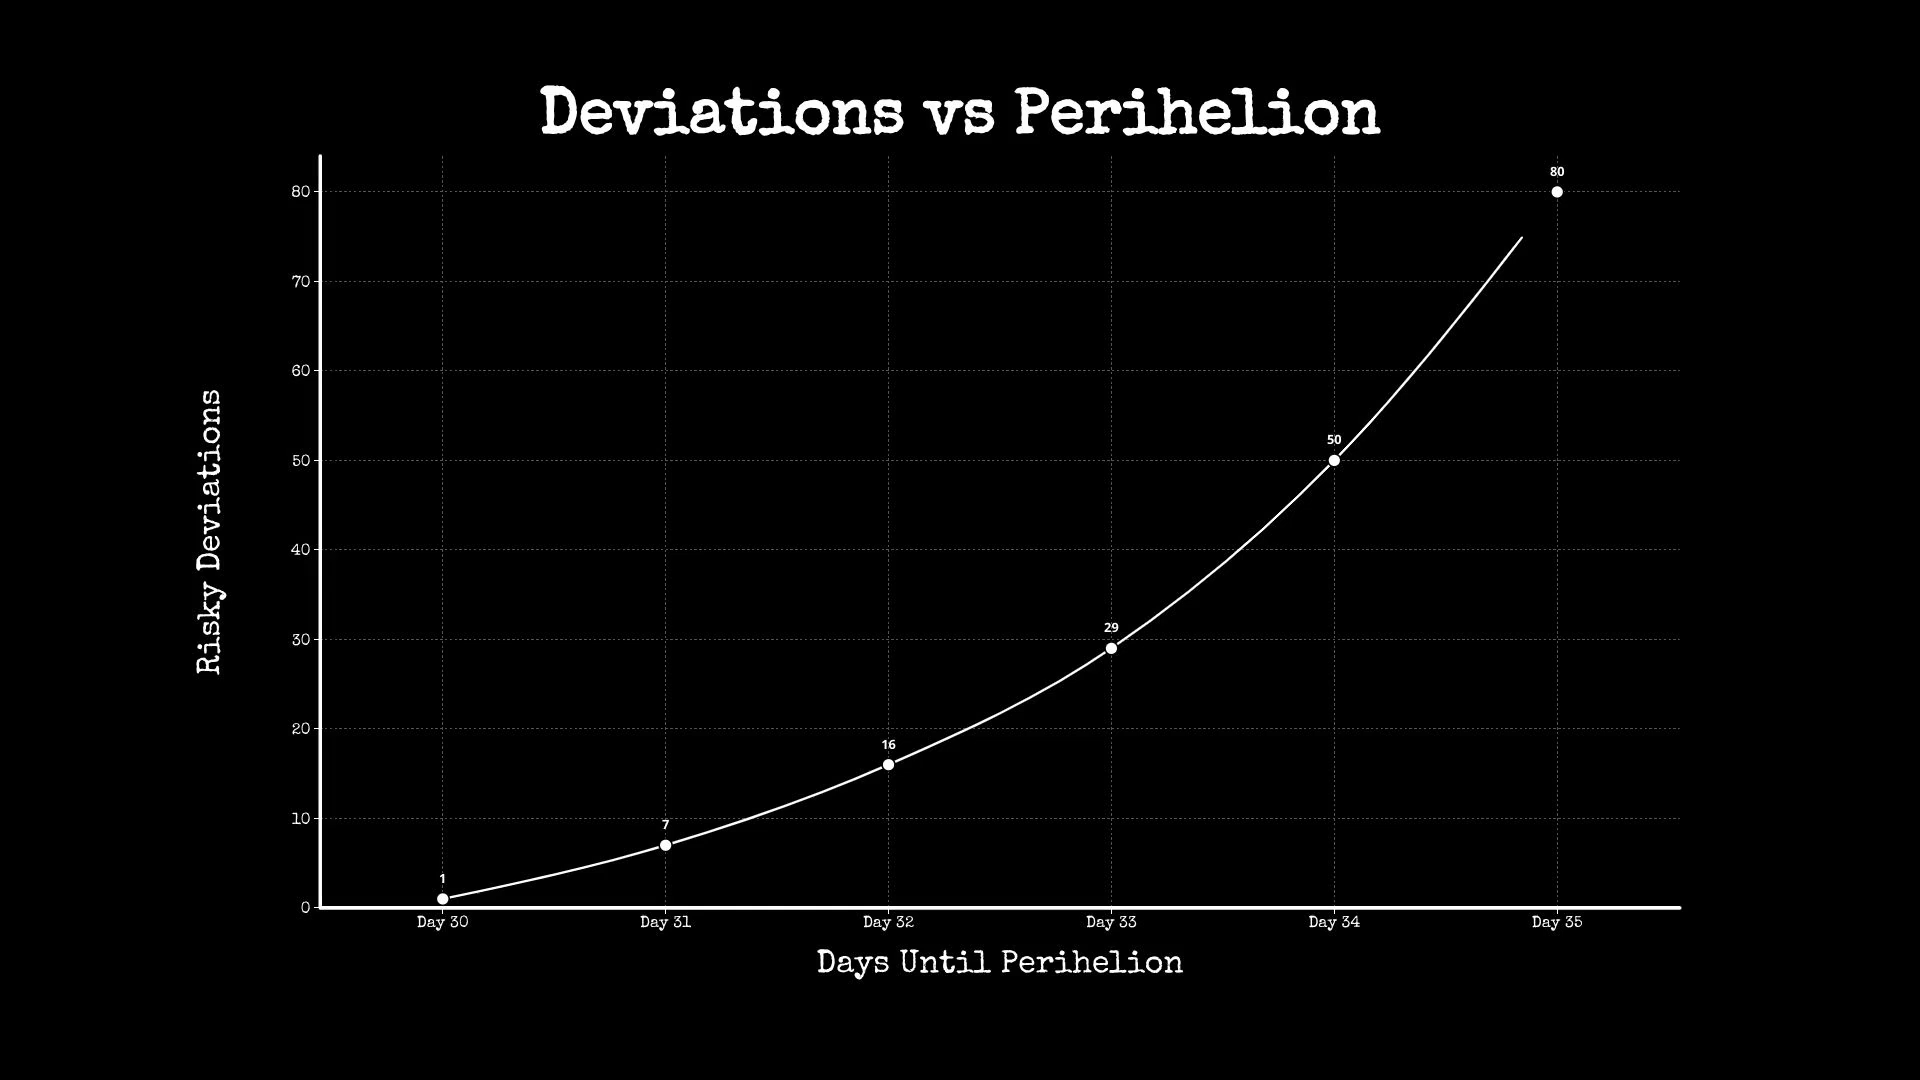 Deviations vs Perihelion
80
80
70
60
50
50
40
29
30
20
16
10
7
1
0
Risky Deviations
Day 30
Day 31
Day 32
Day 33
Day 34
Day 35
Days Until Perihelion